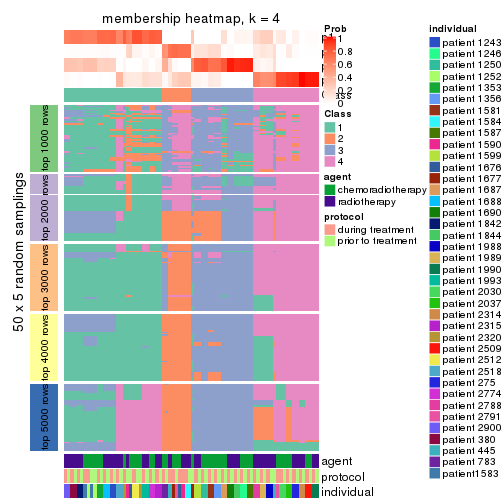 membership heatmap, k = 4
50 x 5 random samplings
top 1000 rows
top 2000 rows
top 3000 rows
top 4000 rows
top 5000 rows
agent
protocol
individual
Prob
1
0.8
0.6
0.4
0.2
0
Class
1
2
3
4
agent
chemoradiotherapy
radiotherapy
protocol
during treatment
prior to treatment
individual
patient 1243
patient 1246
patient 1250
patient 1252
patient 1353
patient 1356
patient 1581
patient 1584
patient 1587
patient 1590
patient 1599
patient 1676
patient 1677
patient 1687
patient 1688
patient 1690
patient 1842
patient 1844
patient 1988
patient 1989
patient 1990
patient 1993
patient 2030
patient 2037
patient 2314
patient 2315
patient 2320
patient 2509
patient 2512
patient 2518
patient 275
patient 2774
patient 2788
patient 2791
patient 2900
patient 380
patient 445
patient 783
patient1583